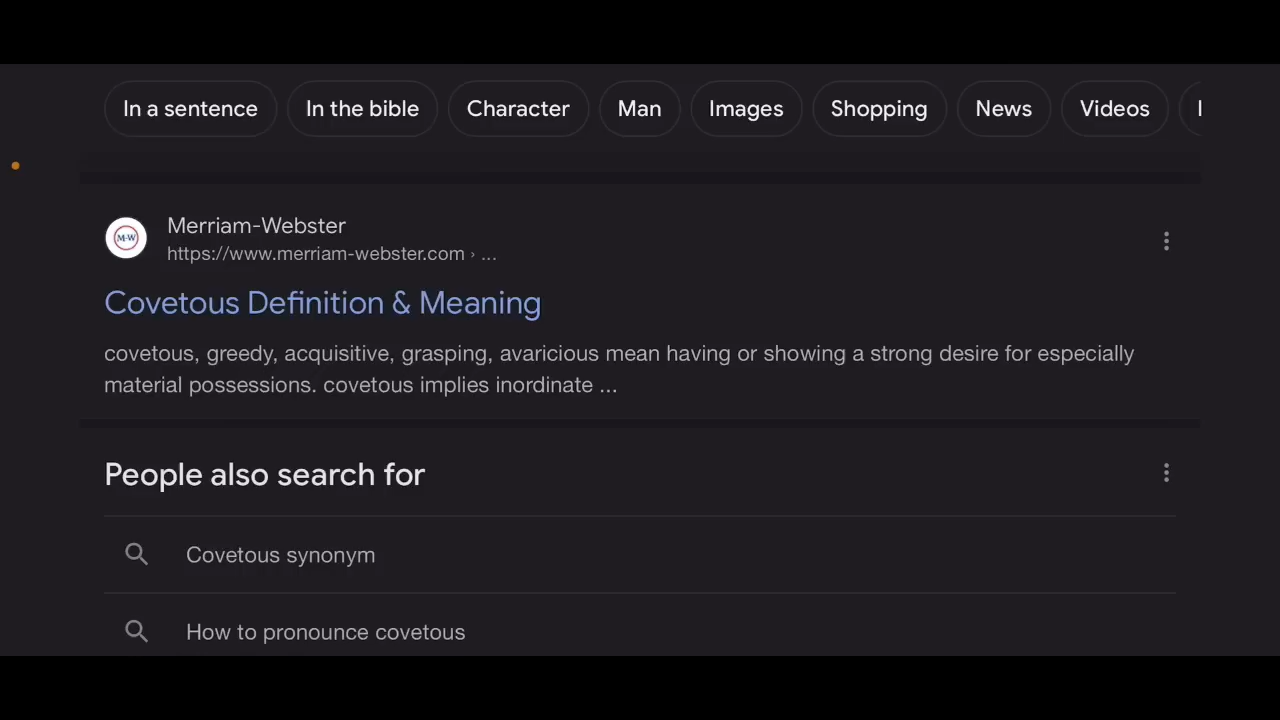 In a sentence In the bible Character Man Images Shopping News Videos
M-W Merriam-Webster
https://www.merriam-webster.com › ...
Covetous Definition & Meaning
covetous, greedy, acquisitive, grasping, avaricious mean having or showing a strong desire for especially
material possessions. covetous implies inordinate ...
People also search for
Covetous synonym
How to pronounce covetous